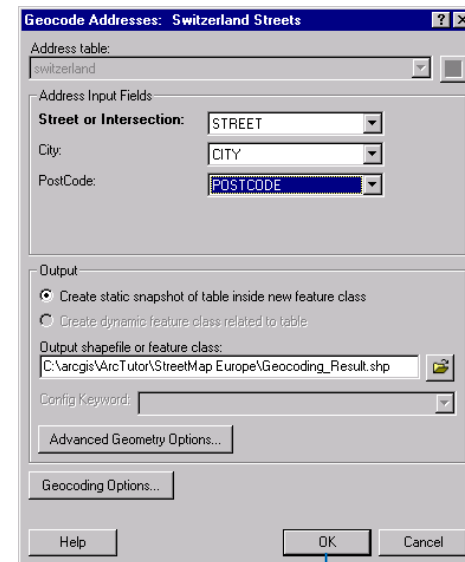 Geocode Addresses: Switzerland Streets
Address table:
switzerland
Address Input Fields
Street or Intersection: STREET
City: CITY
PostCode: POSTCODE
Output
Create static snapshot of table inside new feature class
Create dynamic feature class related to table
Output shapefile or feature class:
C:\arcgis\ArcTutor\StreetMap Europe\Geocoding_Result.shp
Config Keyword:
Advanced Geometry Options...
Geocoding Options...
Help OK Cancel